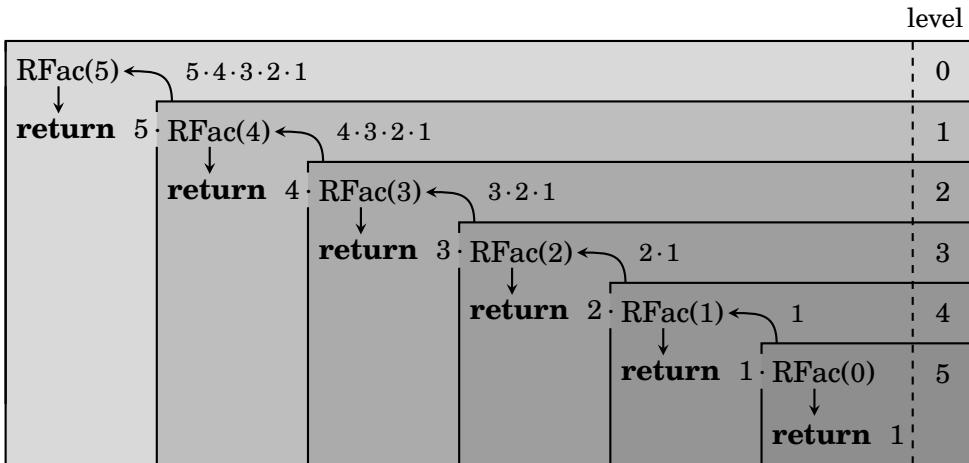 level
RFac(5) 5·4·3·2·1 0
return 5·RFac(4) 4·3·2·1 1
return 4·RFac(3) 3·2·1 2
return 3·RFac(2) 2·1 3
return 2·RFac(1) 1 4
return 1·RFac(0) 5
return 1